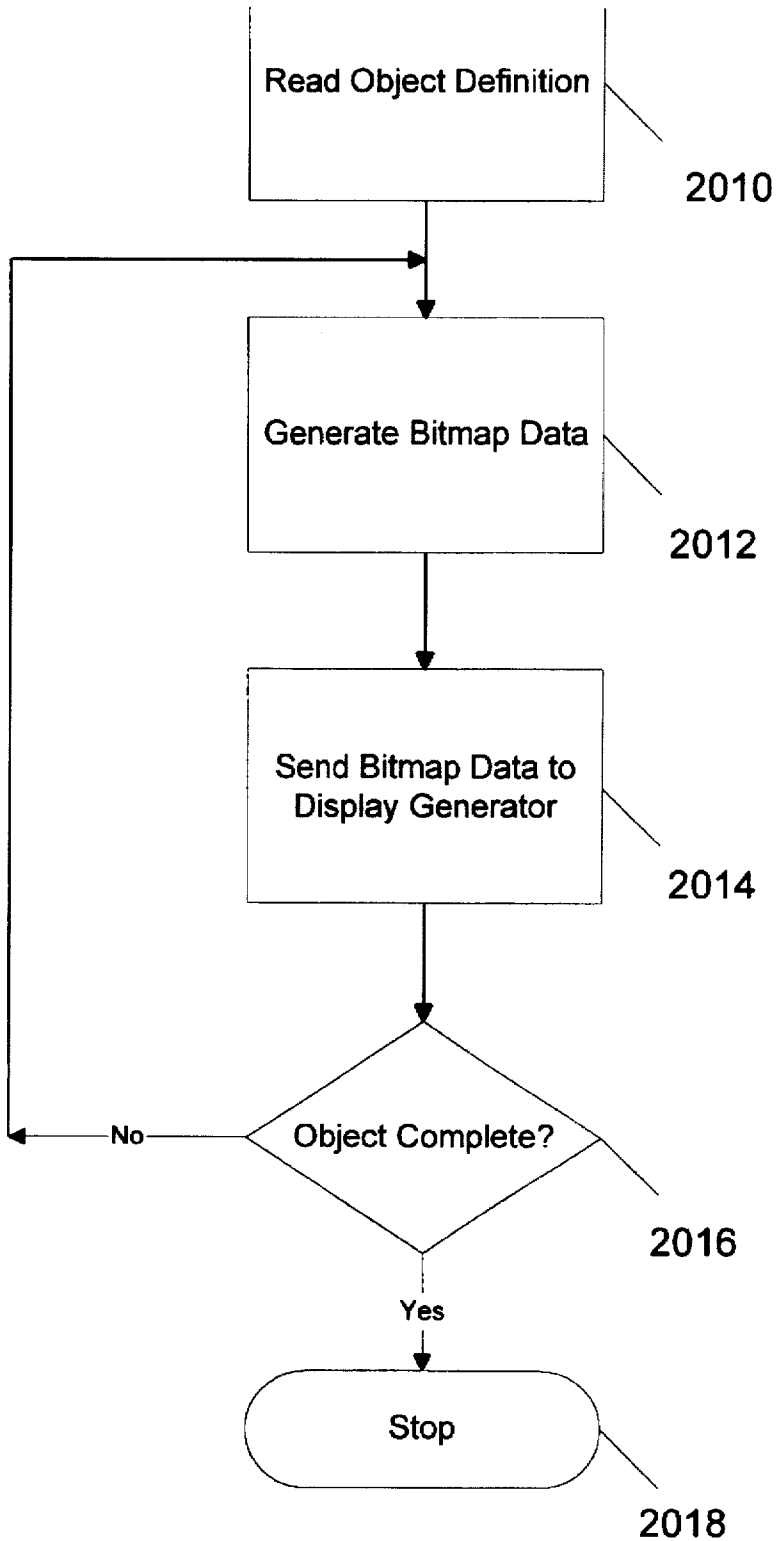 Read Object Definition
2010
Generate Bitmap Data
2012
Send Bitmap Data to
Display Generator
2014
Object Complete?
No
2016
Yes
Stop
2018